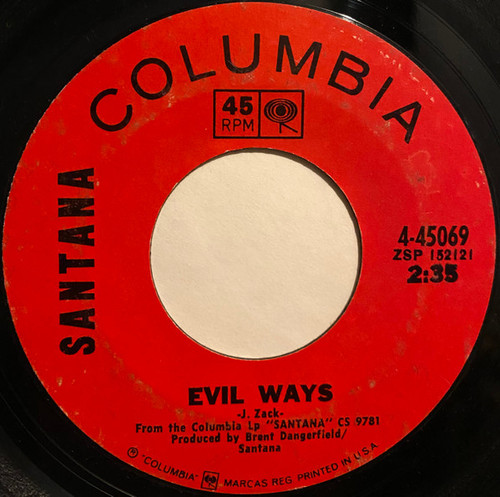 COLUMBIA
45
RPM
SANTANA
4-45069
ZSP 152121
2:35
EVIL WAYS
-J. Zack-
From the Columbia Lp "SANTANA" CS 9781
Produced by Brent Dangerfield/
Santana
Ⓟ "COLUMBIA" MARCAS REG. PRINTED IN U.S.A.